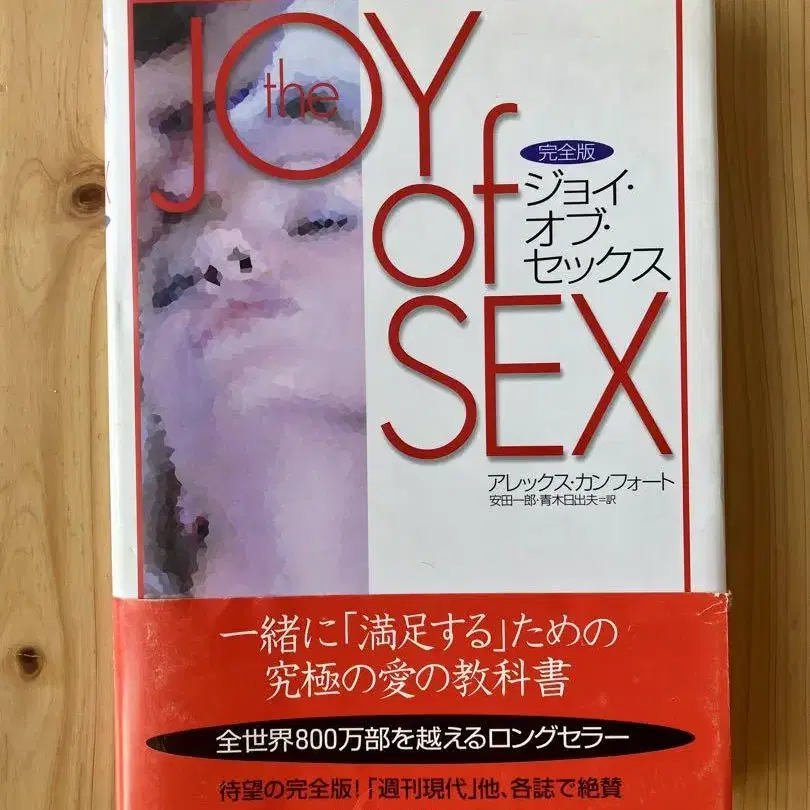 the
JOY
of
SEX
完全版
ジョイ・
オブ・
セックス
アレックス・カンフォート
安田一郎・青木日出夫=訳
一緒に「満足する」ための
究極の愛の教科書
全世界800万部を越えるロングセラー
待望の完全版!「週刊現代」他、各誌で絶賛